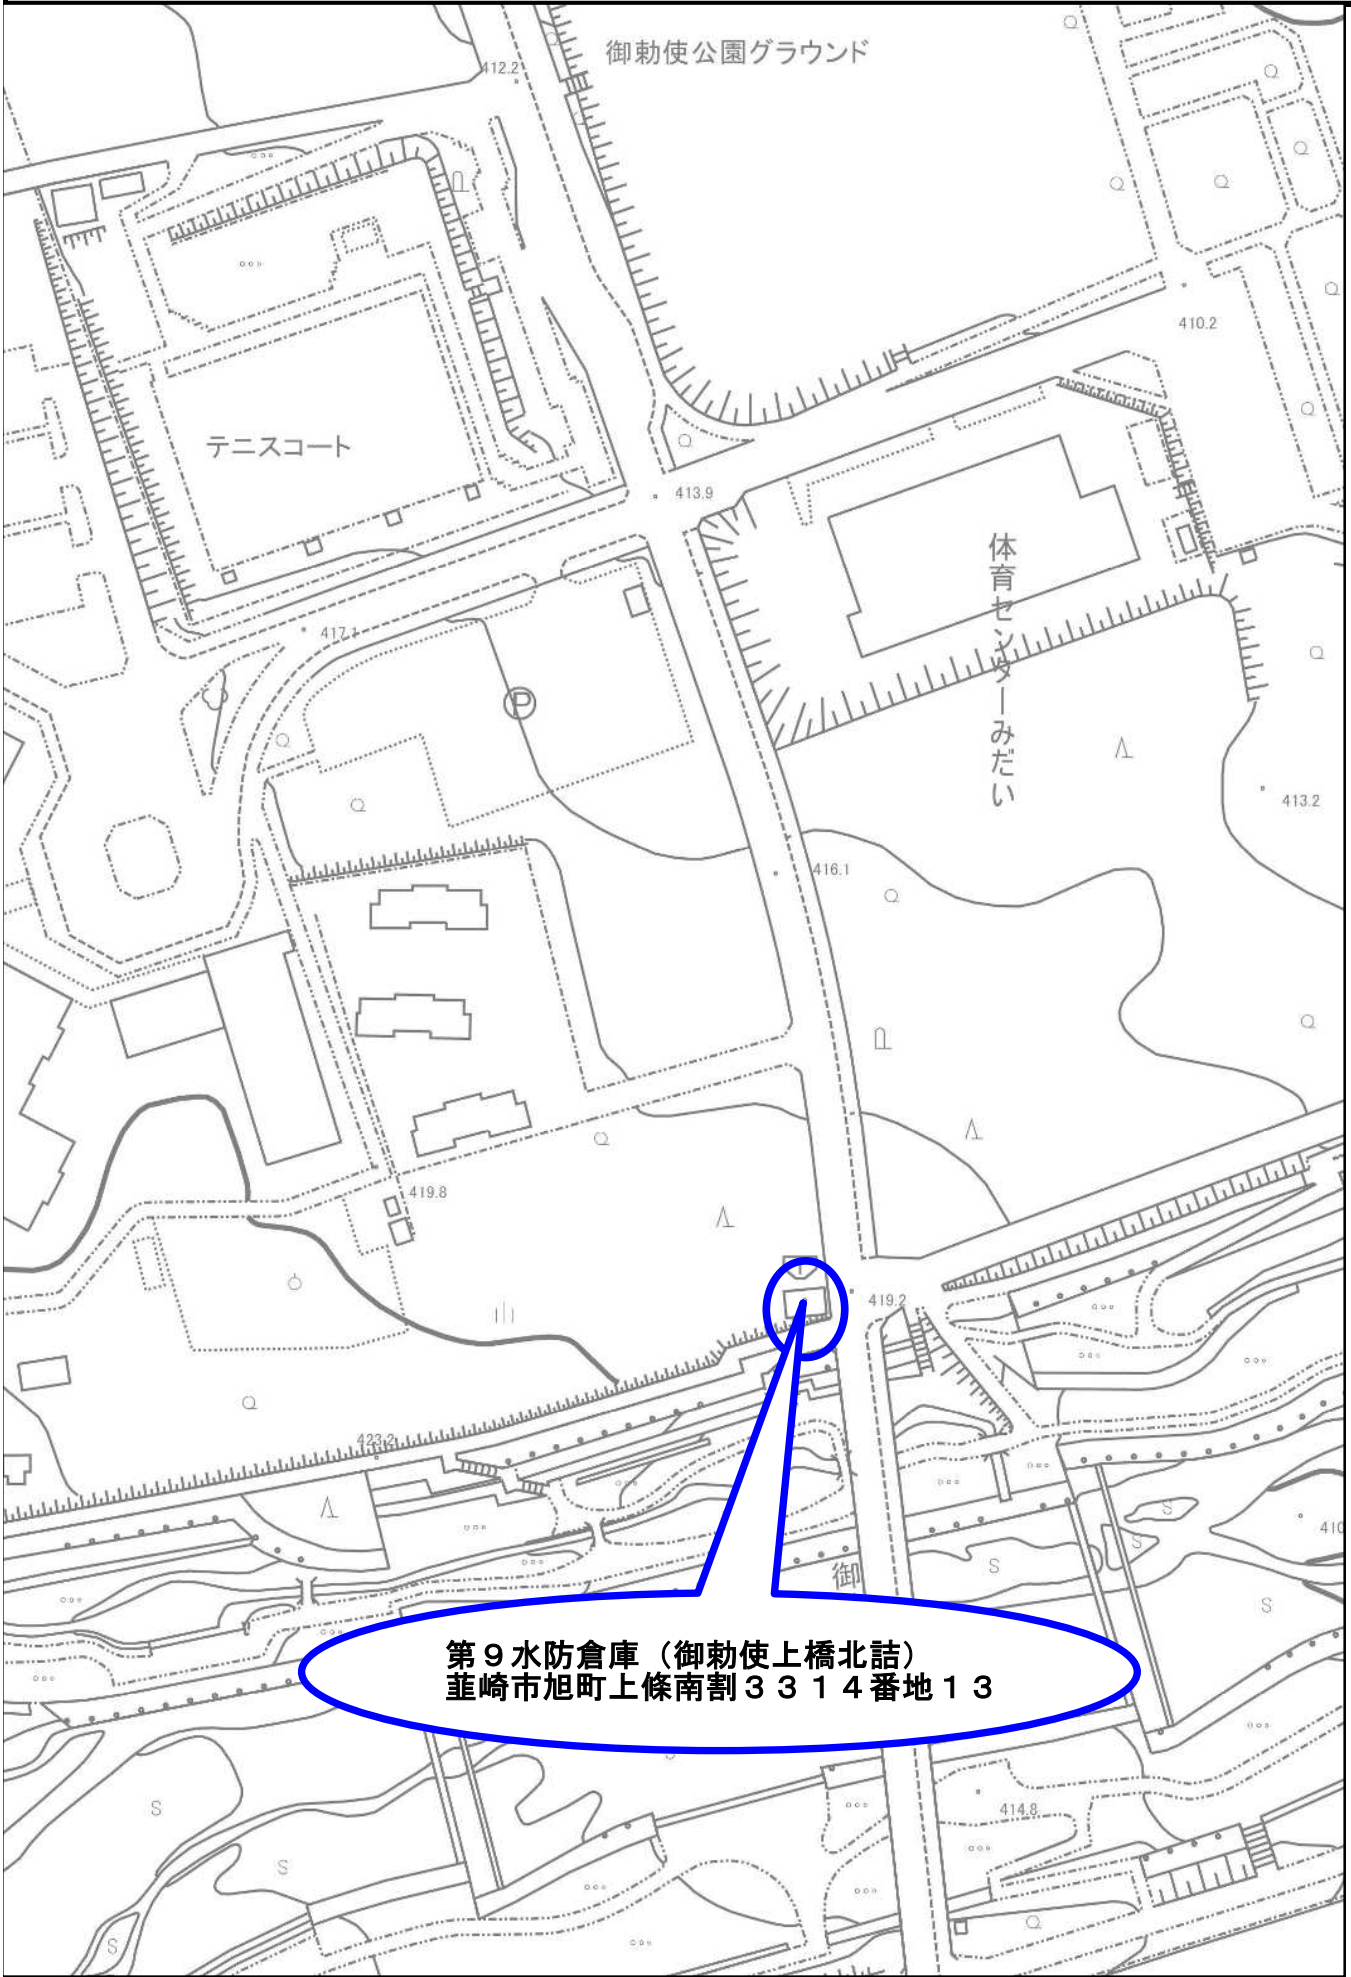 御勅使公園グラウンド
412.2
410.2
テニスコート
413.9
体育センターみだい
417.1
P
413.2
416.1
419.8
419.2
423.2
410
御
第９水防倉庫（御勅使上橋北詰）
韮崎市旭町上條南割３３１４番地１３
414.8